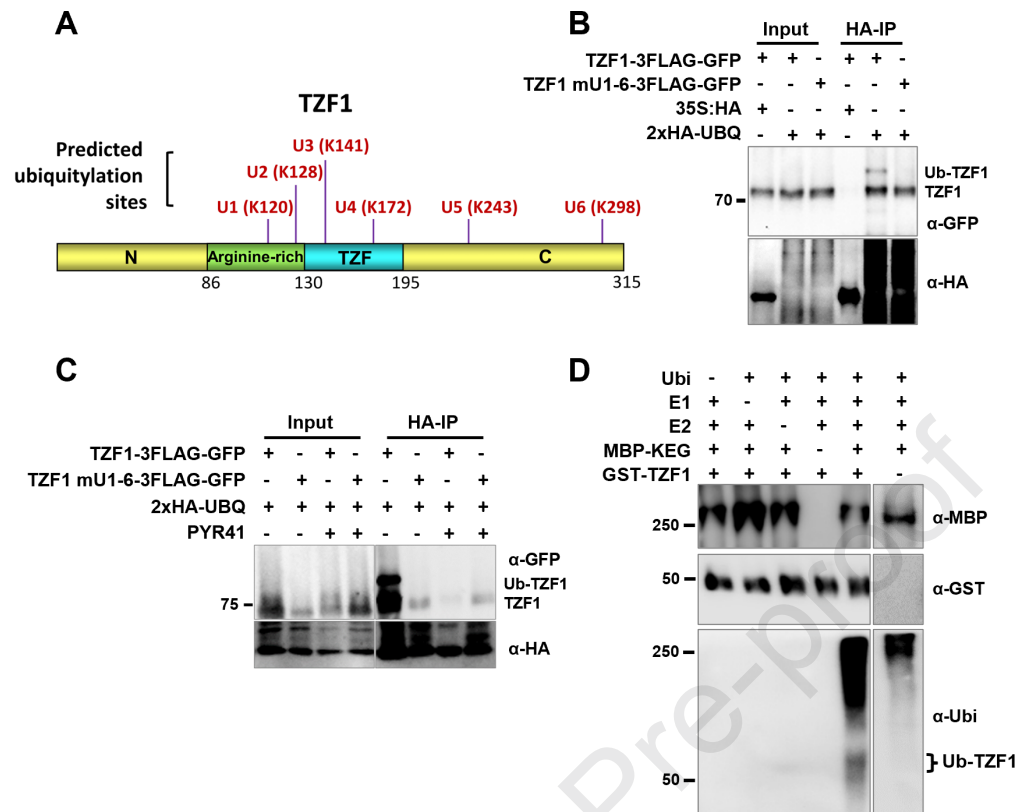 A
TZF1
Predicted
ubiquitylation
sites
U3 (K141)
U2 (K128)
U1 (K120)
U4 (K172)
U5 (K243)
U6 (K298)
N
Arginine-rich
TZF
C
86
130
195
315
B
Input
HA-IP
TZF1-3FLAG-GFP + + - + + -
TZF1 mU1-6-3FLAG-GFP - - + - - +
35S:HA + - - + - -
2xHA-UBQ - + + - + +
Ub-TZF1
TZF1
70
α-GFP
α-HA
C
Input
HA-IP
TZF1-3FLAG-GFP + - + - + - + -
TZF1 mU1-6-3FLAG-GFP - + - + - + - +
2xHA-UBQ + + + + + + + +
PYR41 - - + + - - + +
α-GFP
Ub-TZF1
75
TZF1
α-HA
D
Ubi - + + + + +
E1 + - + + + +
E2 + + - + + +
MBP-KEG + + + - + +
GST-TZF1 + + + + + -
250
α-MBP
50
α-GST
250
α-Ubi
Ub-TZF1
50
Pre-proof